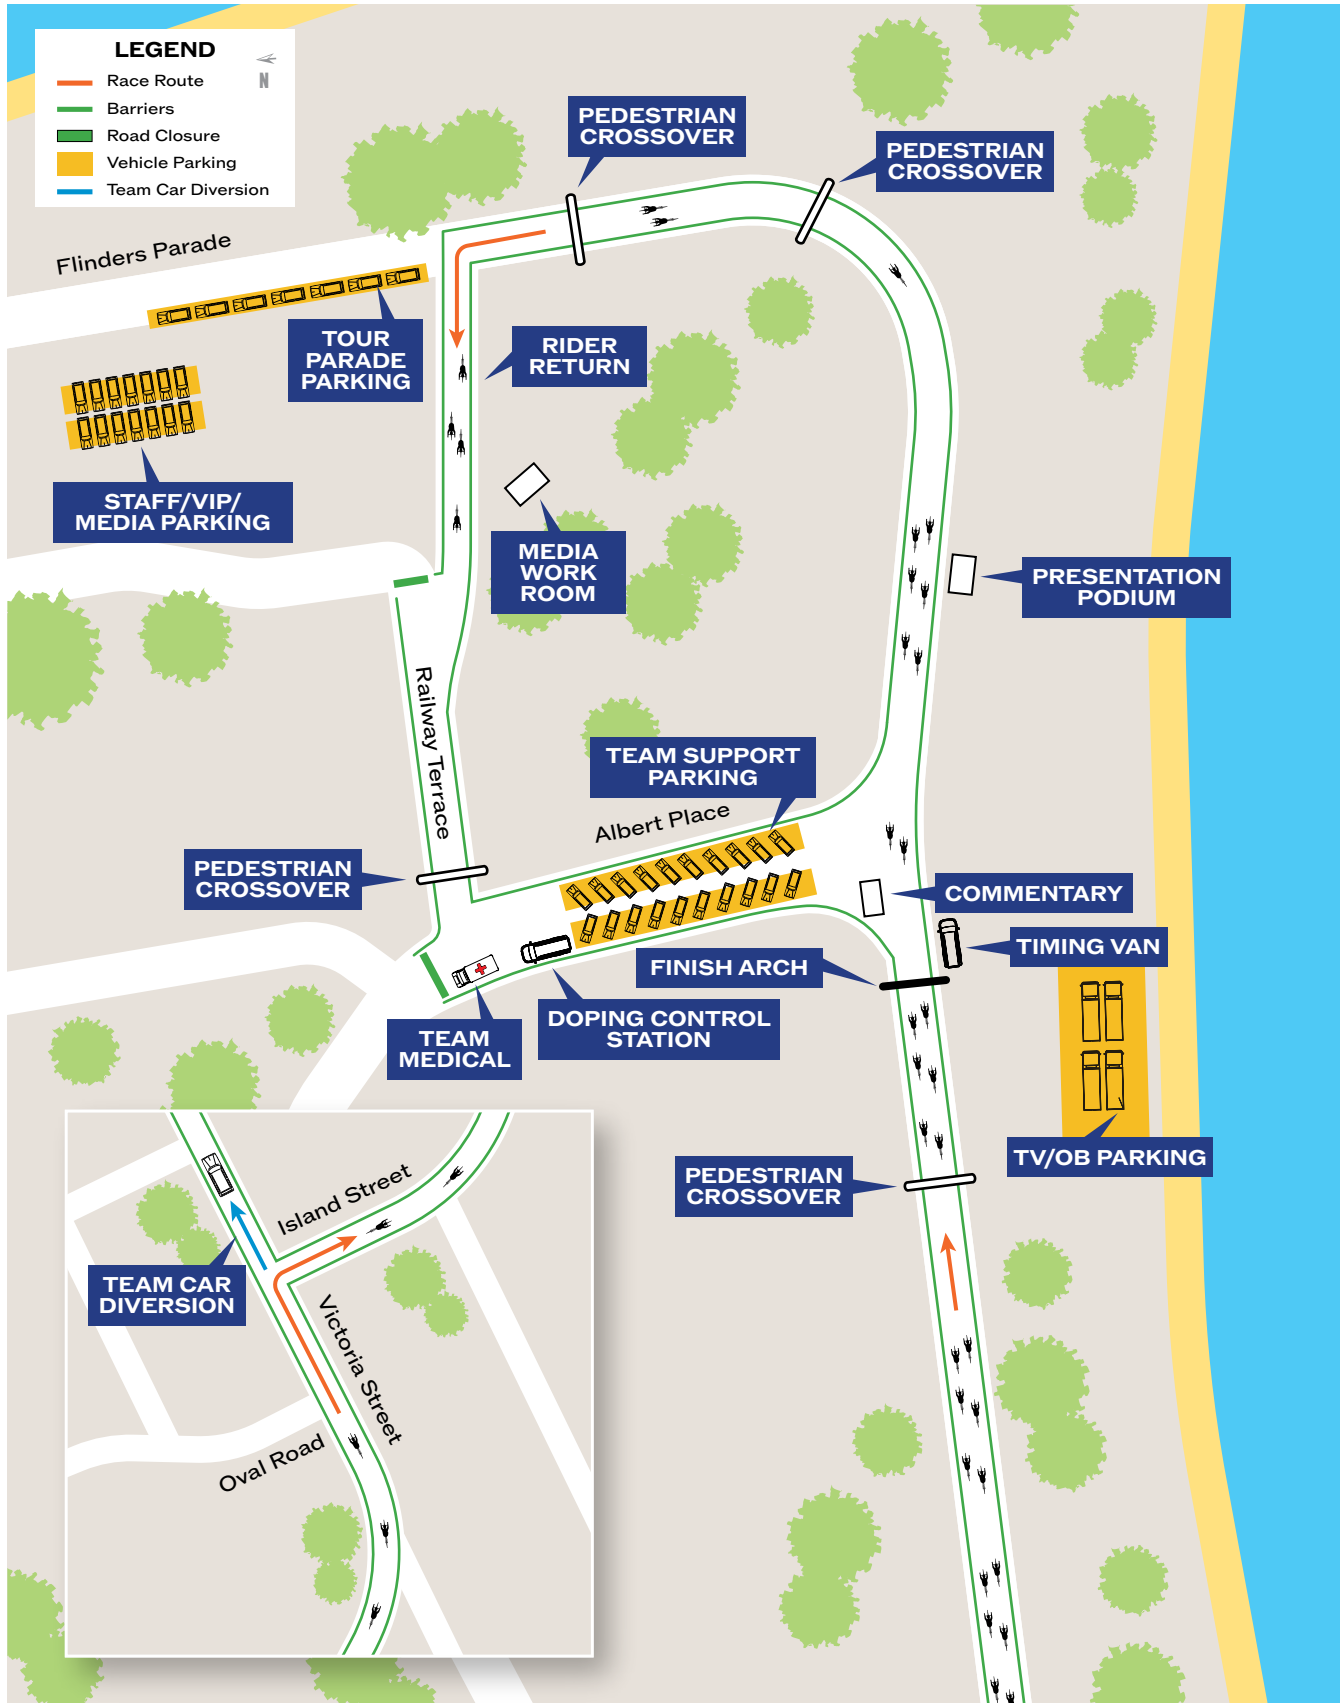 LEGEND
N
Race Route
Barriers
Road Closure
Vehicle Parking
Team Car Diversion
PEDESTRIAN
CROSSOVER
PEDESTRIAN
CROSSOVER
Flinders Parade
TOUR
PARADE
PARKING
RIDER
RETURN
STAFF/VIP/
MEDIA PARKING
MEDIA
WORK
ROOM
PRESENTATION
PODIUM
Railway Terrace
TEAM SUPPORT
PARKING
Albert Place
PEDESTRIAN
CROSSOVER
COMMENTARY
TIMING VAN
FINISH ARCH
DOPING CONTROL
STATION
TEAM
MEDICAL
TV/OB PARKING
PEDESTRIAN
CROSSOVER
Island Street
TEAM CAR
DIVERSION
Victoria Street
Oval Road